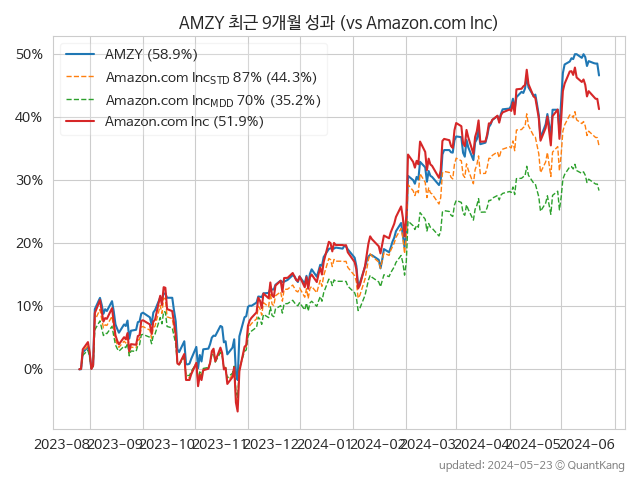 AMZY 최근 9개월 성과 (vs Amazon.com Inc)
50%
40%
30%
20%
10%
0%
AMZY (58.9%)
Amazon.com IncSTD 87% (44.3%)
Amazon.com IncMDD 70% (35.2%)
Amazon.com Inc (51.9%)
2023-08 2023-09 2023-10 2023-11 2023-12 2024-01 2024-02 2024-03 2024-04 2024-05 2024-06
updated: 2024-05-23 © QuantKang